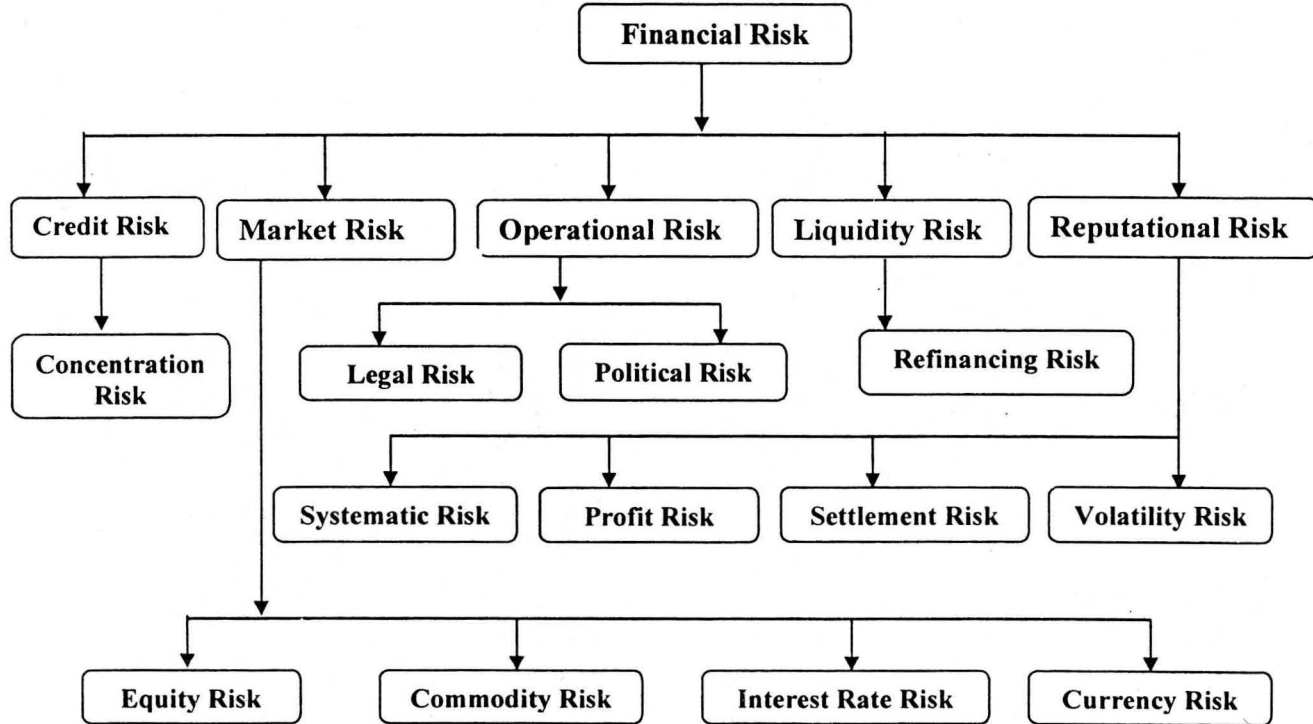 Financial Risk
Credit Risk
Market Risk
Operational Risk
Liquidity Risk
Reputational Risk
Concentration
Risk
Legal Risk
Political Risk
Refinancing Risk
Systematic Risk
Profit Risk
Settlement Risk
Volatility Risk
Equity Risk
Commodity Risk
Interest Rate Risk
Currency Risk